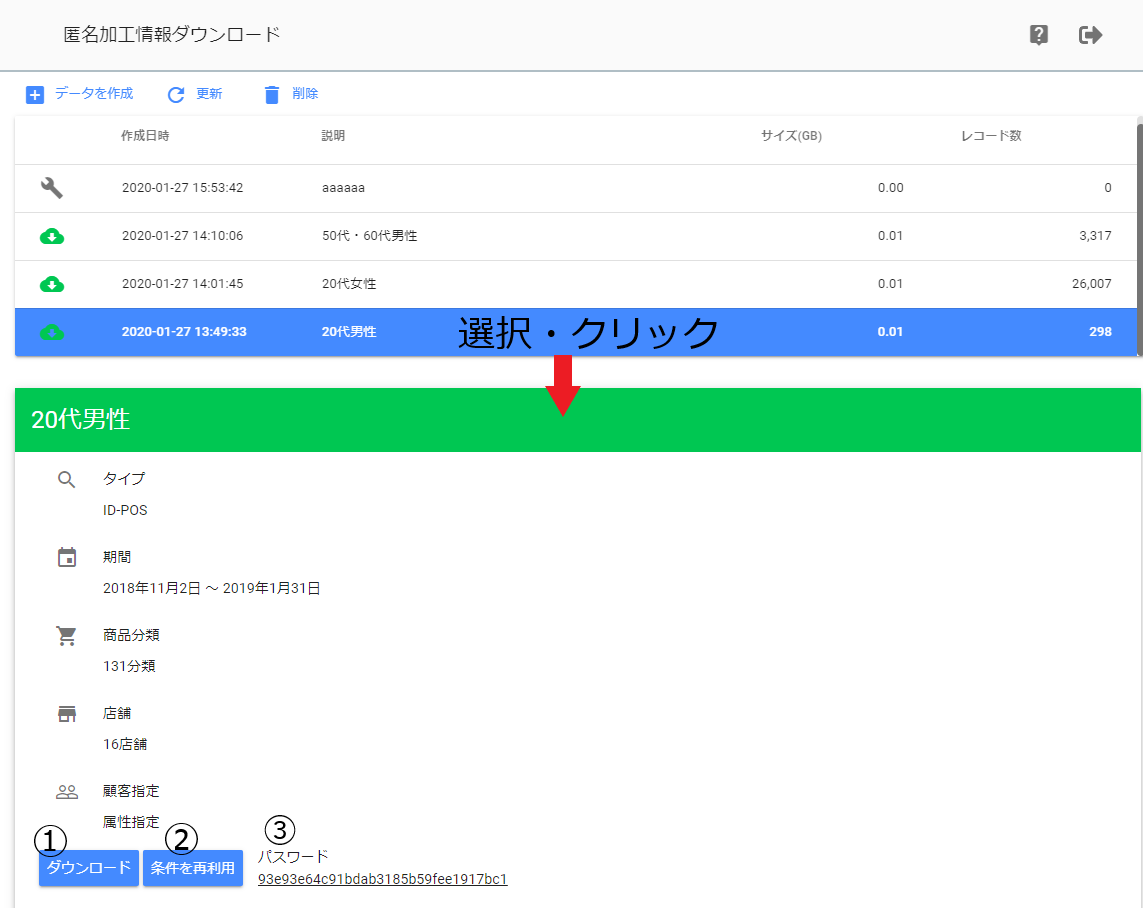 匿名加工情報ダウンロード
データを作成 更新 削除
作成日時 説明 サイズ(GB) レコード数
2020-01-27 15:53:42 aaaaaa 0.00 0
2020-01-27 14:10:06 50代・60代男性 0.01 3,317
2020-01-27 14:01:45 20代女性 0.01 26,007
2020-01-27 13:49:33 20代男性 選択・クリック 0.01 298
20代男性
タイプ
ID-POS
期間
2018年11月2日 ～ 2019年1月31日
商品分類
131分類
店舗
16店舗
顧客指定
属性指定
① ② ③
パスワード
ダウンロード 条件を再利用
93e93e64c91bdab3185b59fee1917bc1